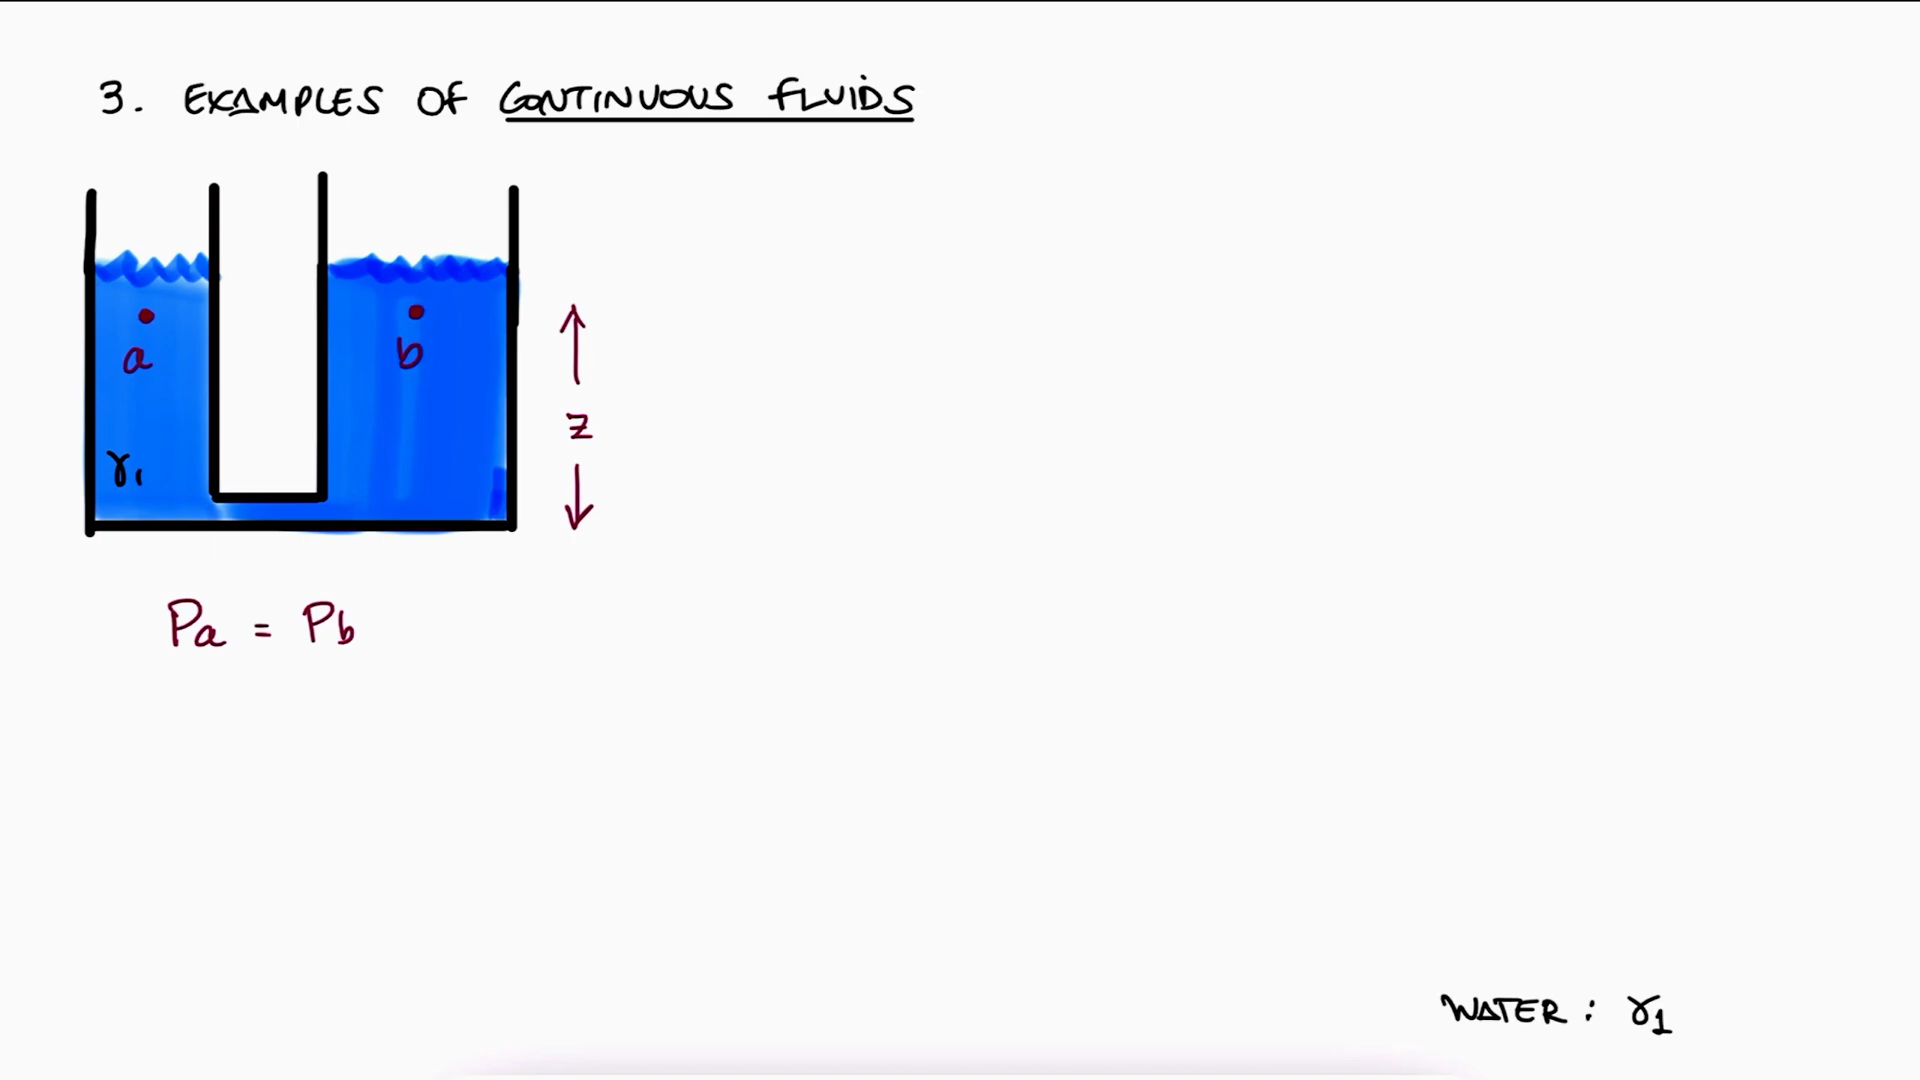 3. EXAMPLES OF CONTINUOUS FLUIDS
a
b
z
γ₁
Pa = Pb
WATER : γ1